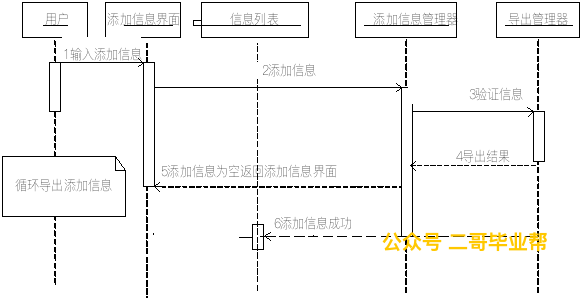 用户
添加信息界面
信息列表
添加信息管理器
导出管理器
1输入添加信息
2添加信息
3验证信息
4导出结果
5添加信息为空返回添加信息界面
循环导出添加信息
6添加信息成功
公众号 二哥毕业帮